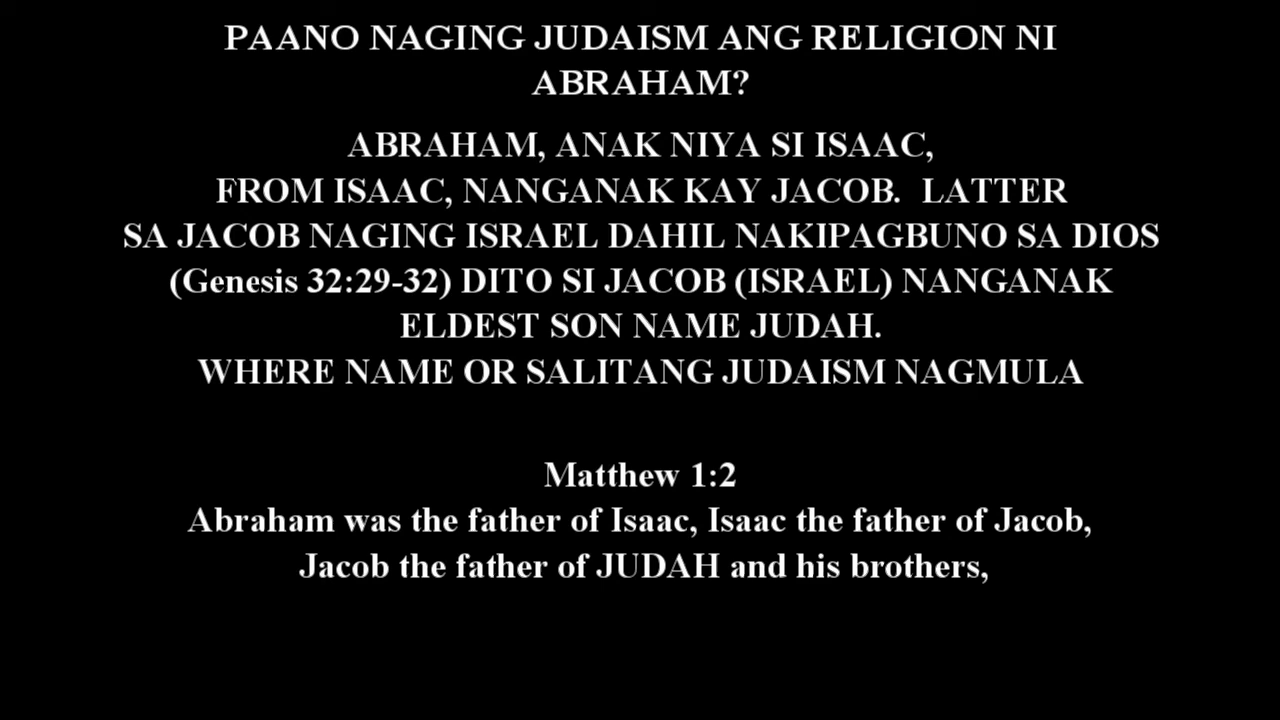 PAANO NAGING JUDAISM ANG RELIGION NI
ABRAHAM?
ABRAHAM, ANAK NIYA SI ISAAC,
FROM ISAAC, NANGANAK KAY JACOB.  LATTER
SA JACOB NAGING ISRAEL DAHIL NAKIPAGBUNO SA DIOS
(Genesis 32:29-32) DITO SI JACOB (ISRAEL) NANGANAK
ELDEST SON NAME JUDAH.
WHERE NAME OR SALITANG JUDAISM NAGMULA
Matthew 1:2
Abraham was the father of Isaac, Isaac the father of Jacob,
Jacob the father of JUDAH and his brothers,